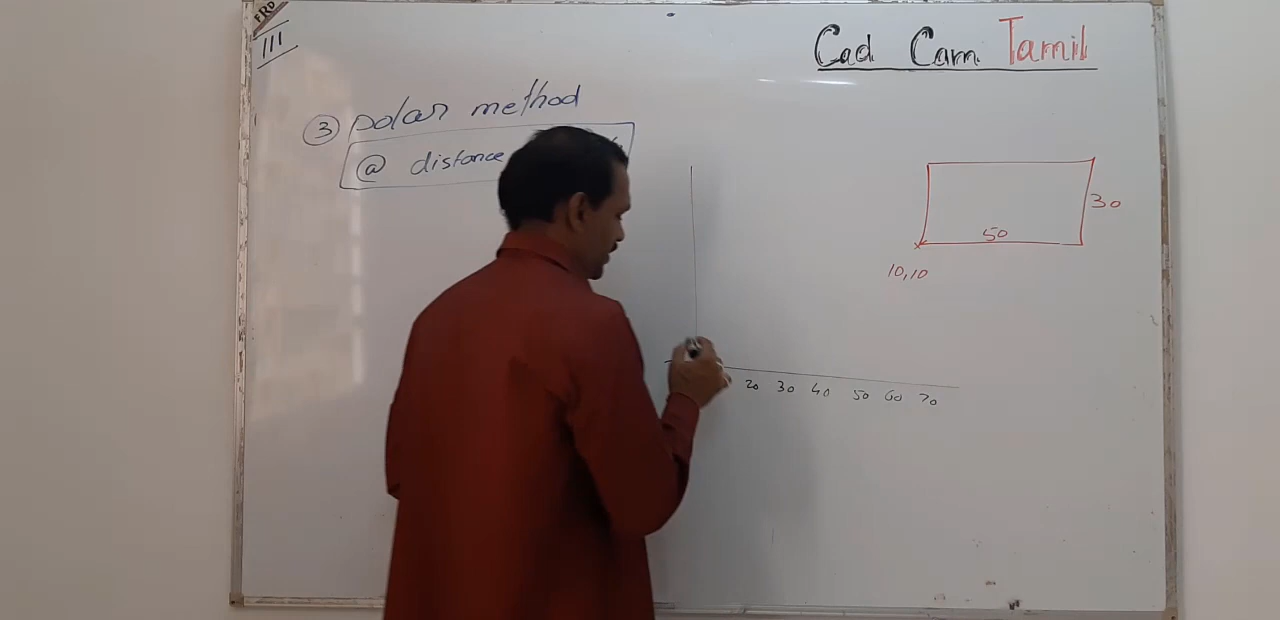 FRD
111
Cad Cam Tamil
3 polar method
@ distance
30
50
10,10
20 30 40 50 60 70